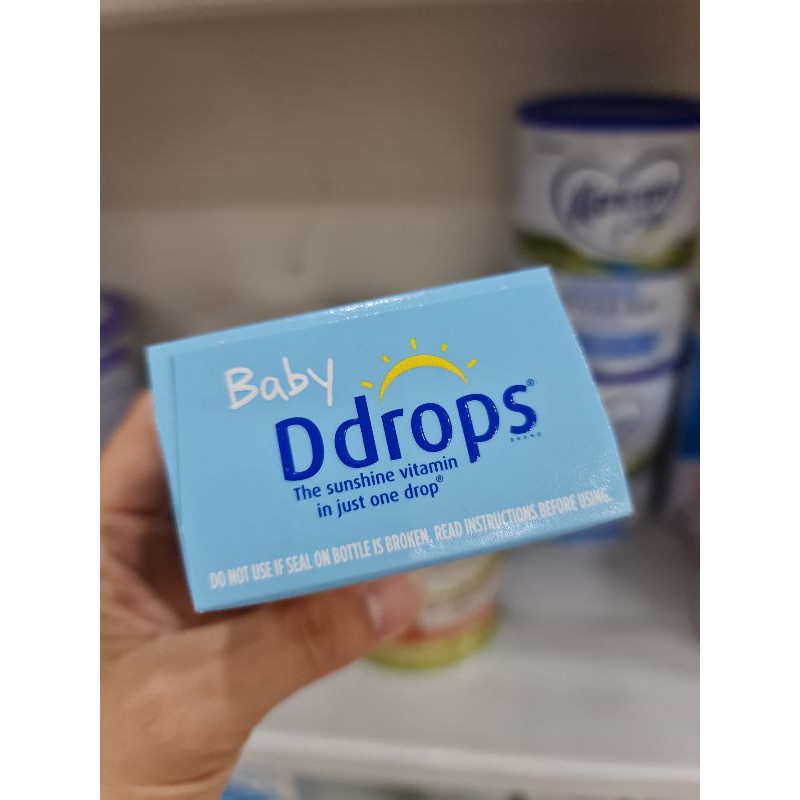 Baby
Ddrops®
BRAND
The sunshine vitamin
in just one drop®
DO NOT USE IF SEAL ON BOTTLE IS BROKEN. READ INSTRUCTIONS BEFORE USING.